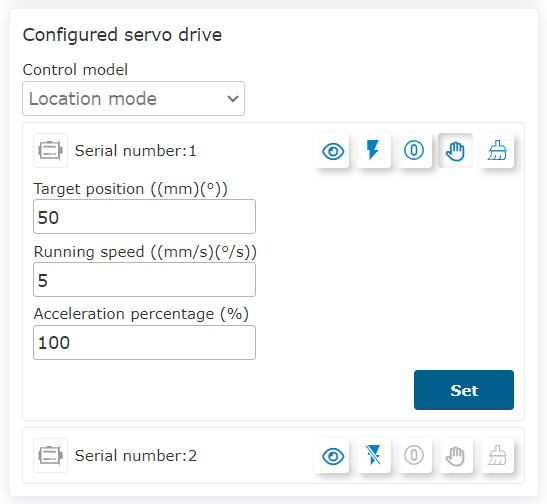 Configured servo drive
Control model
Location mode
Serial number:1
Target position ((mm)(°))
50
Running speed ((mm/s)(°/s))
5
Acceleration percentage (%)
100
Set
Serial number:2